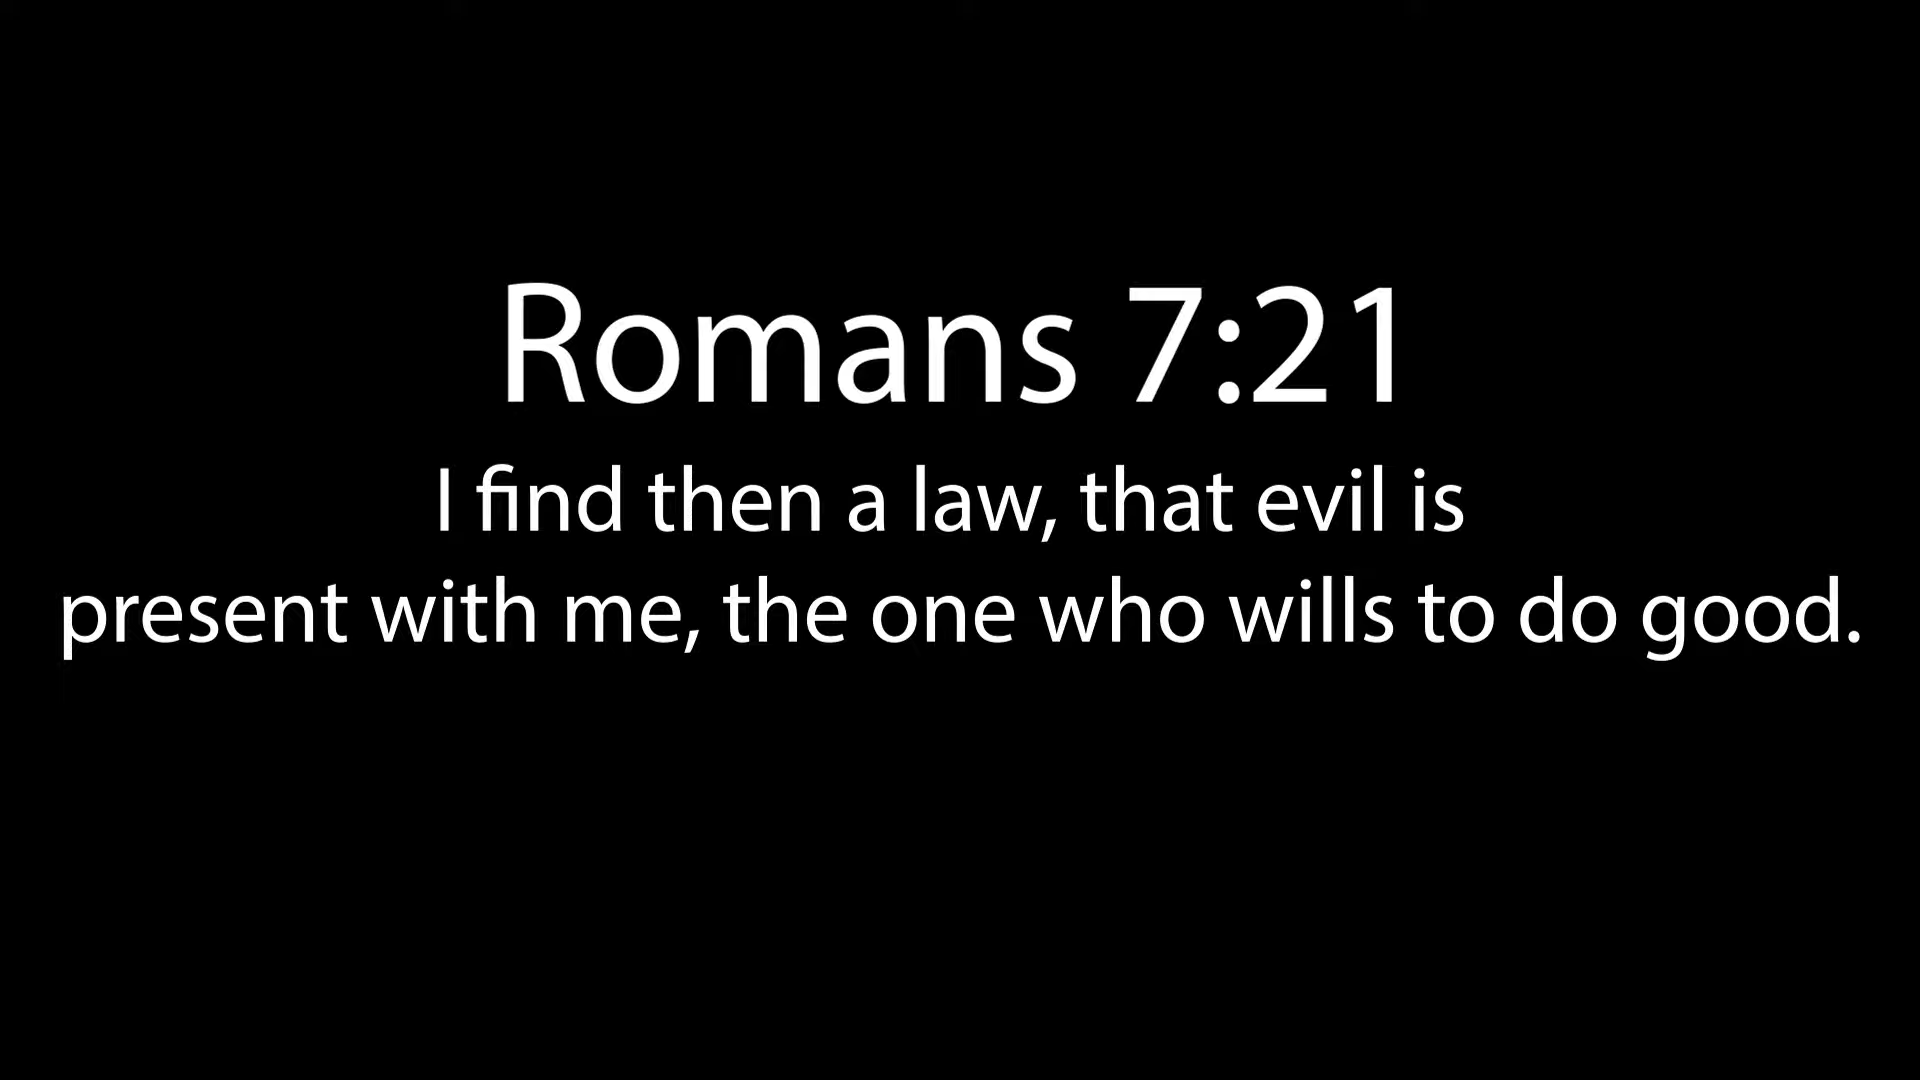 Romans 7:21
I find then a law, that evil is
present with me, the one who wills to do good.